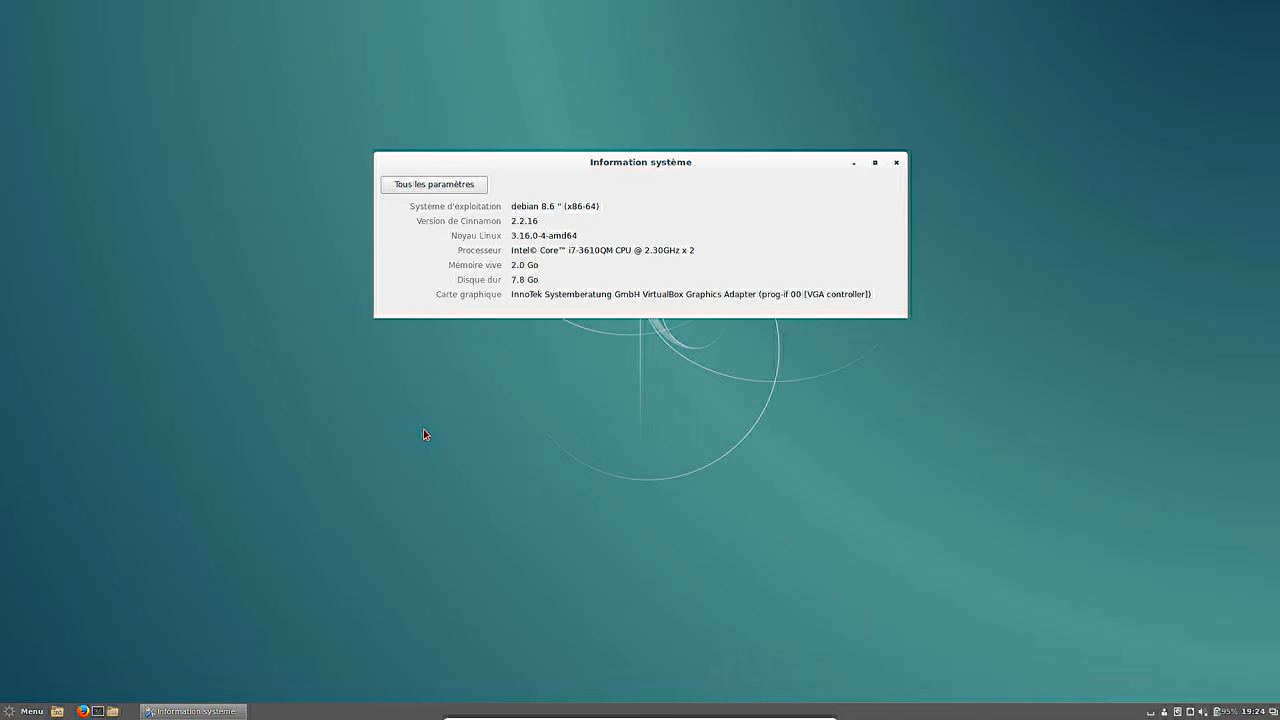 Information système
Tous les paramètres
Système d'exploitation debian 8.6 " (x86-64)
Version de Cinnamon 2.2.16
Noyau Linux 3.16.0-4-amd64
Processeur Intel© Core™ i7-3610QM CPU @ 2.30GHz x 2
Mémoire vive 2.0 Go
Disque dur 7.8 Go
Carte graphique InnoTek Systemberatung GmbH VirtualBox Graphics Adapter (prog-if 00 [VGA controller])
Menu Information système 95% 19:24